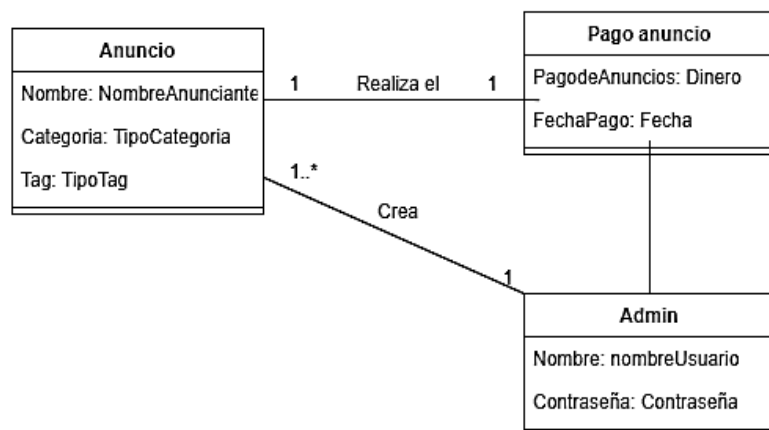 Anuncio
Nombre: NombreAnunciante
Categoria: TipoCategoria
Tag: TipoTag
1
Realiza el
1
Pago anuncio
PagodeAnuncios: Dinero
FechaPago: Fecha
1..*
Crea
1
Admin
Nombre: nombreUsuario
Contraseña: Contraseña